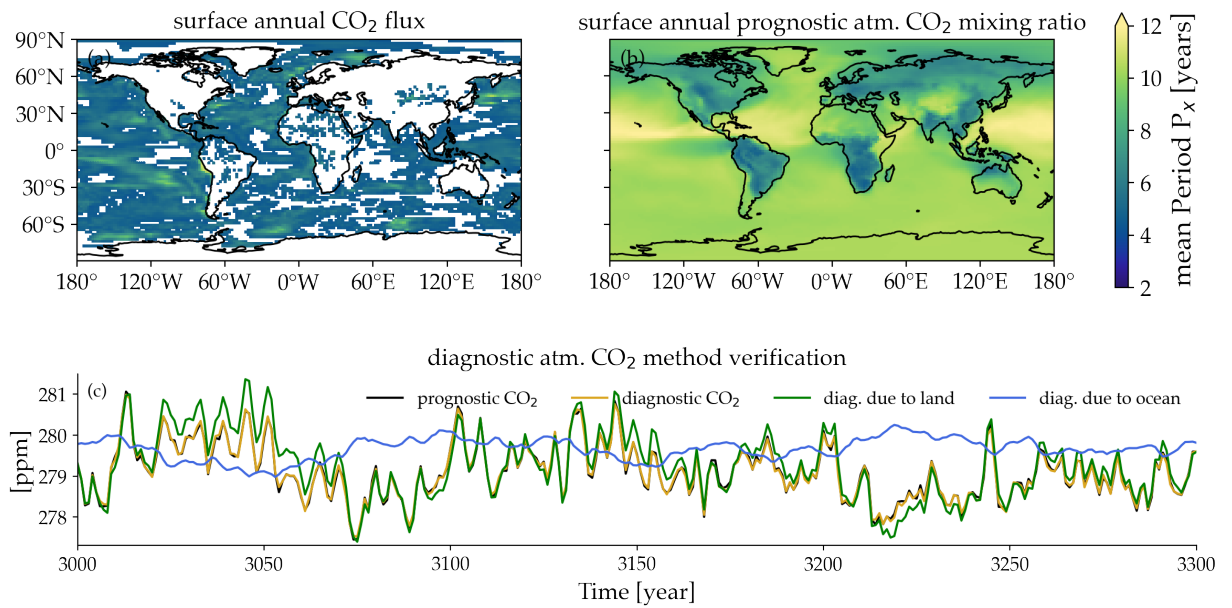 surface annual CO₂ flux
surface annual prognostic atm. CO₂ mixing ratio
(a)
90°N
60°N
30°N
0°
30°S
60°S
180° 120°W 60°W 0°W 60°E 120°E 180°
(b)
180° 120°W 60°W 0°W 60°E 120°E 180°
12
10
8
6
4
2
mean Period Pₓ [years]
diagnostic atm. CO₂ method verification
(c)
prognostic CO₂ diagnostic CO₂ diag. due to land diag. due to ocean
281
280
279
278
[ppm]
3000 3050 3100 3150 3200 3250 3300
Time [year]